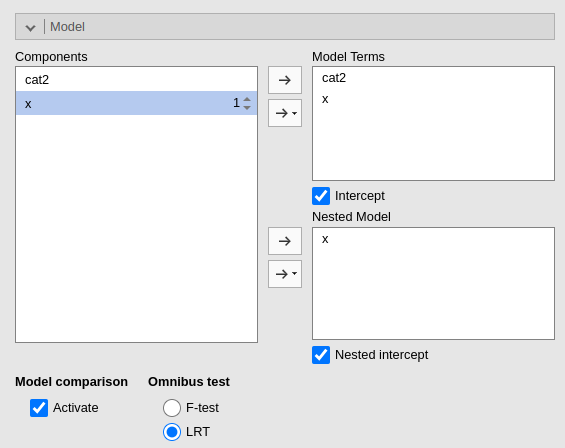 Model
Components
cat2
x 1
Model Terms
cat2
x
Intercept
Nested Model
x
Nested intercept
Model comparison
Activate
Omnibus test
F-test
LRT